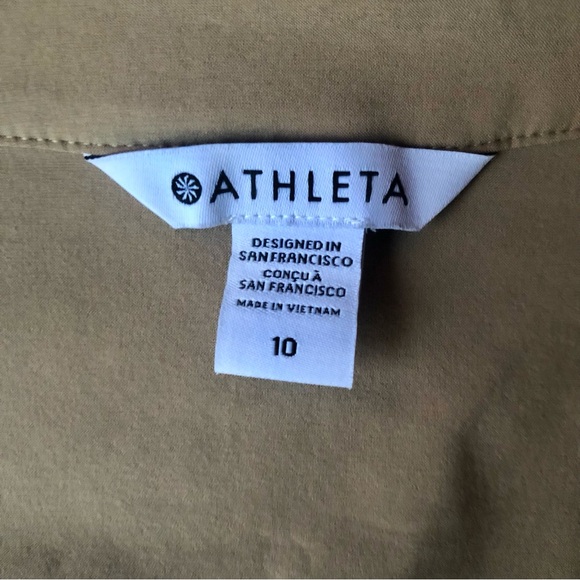 ATHLETA
DESIGNED IN
SAN FRANCISCO
CONÇU À
SAN FRANCISCO
MADE IN VIETNAM
10